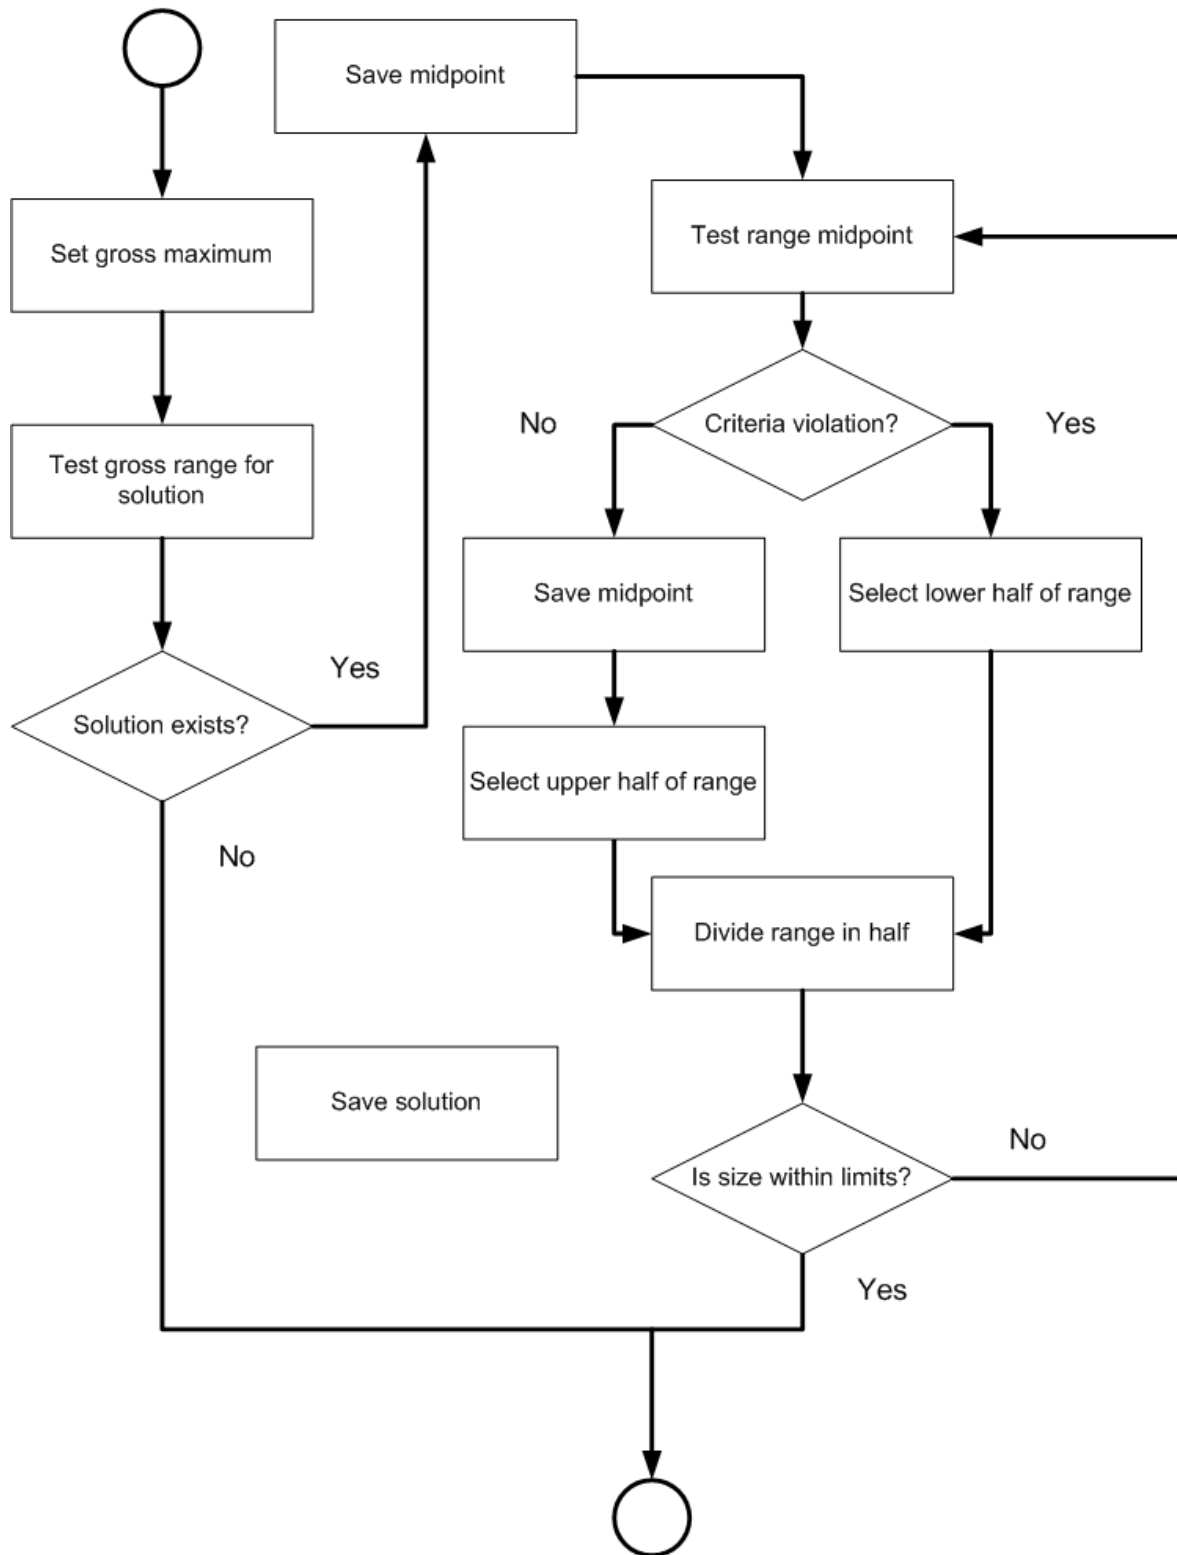 Save midpoint
Set gross maximum
Test range midpoint
Test gross range for
solution
No
Criteria violation?
Yes
Save midpoint
Select lower half of range
Yes
Solution exists?
Select upper half of range
No
Divide range in half
Save solution
No
Is size within limits?
Yes